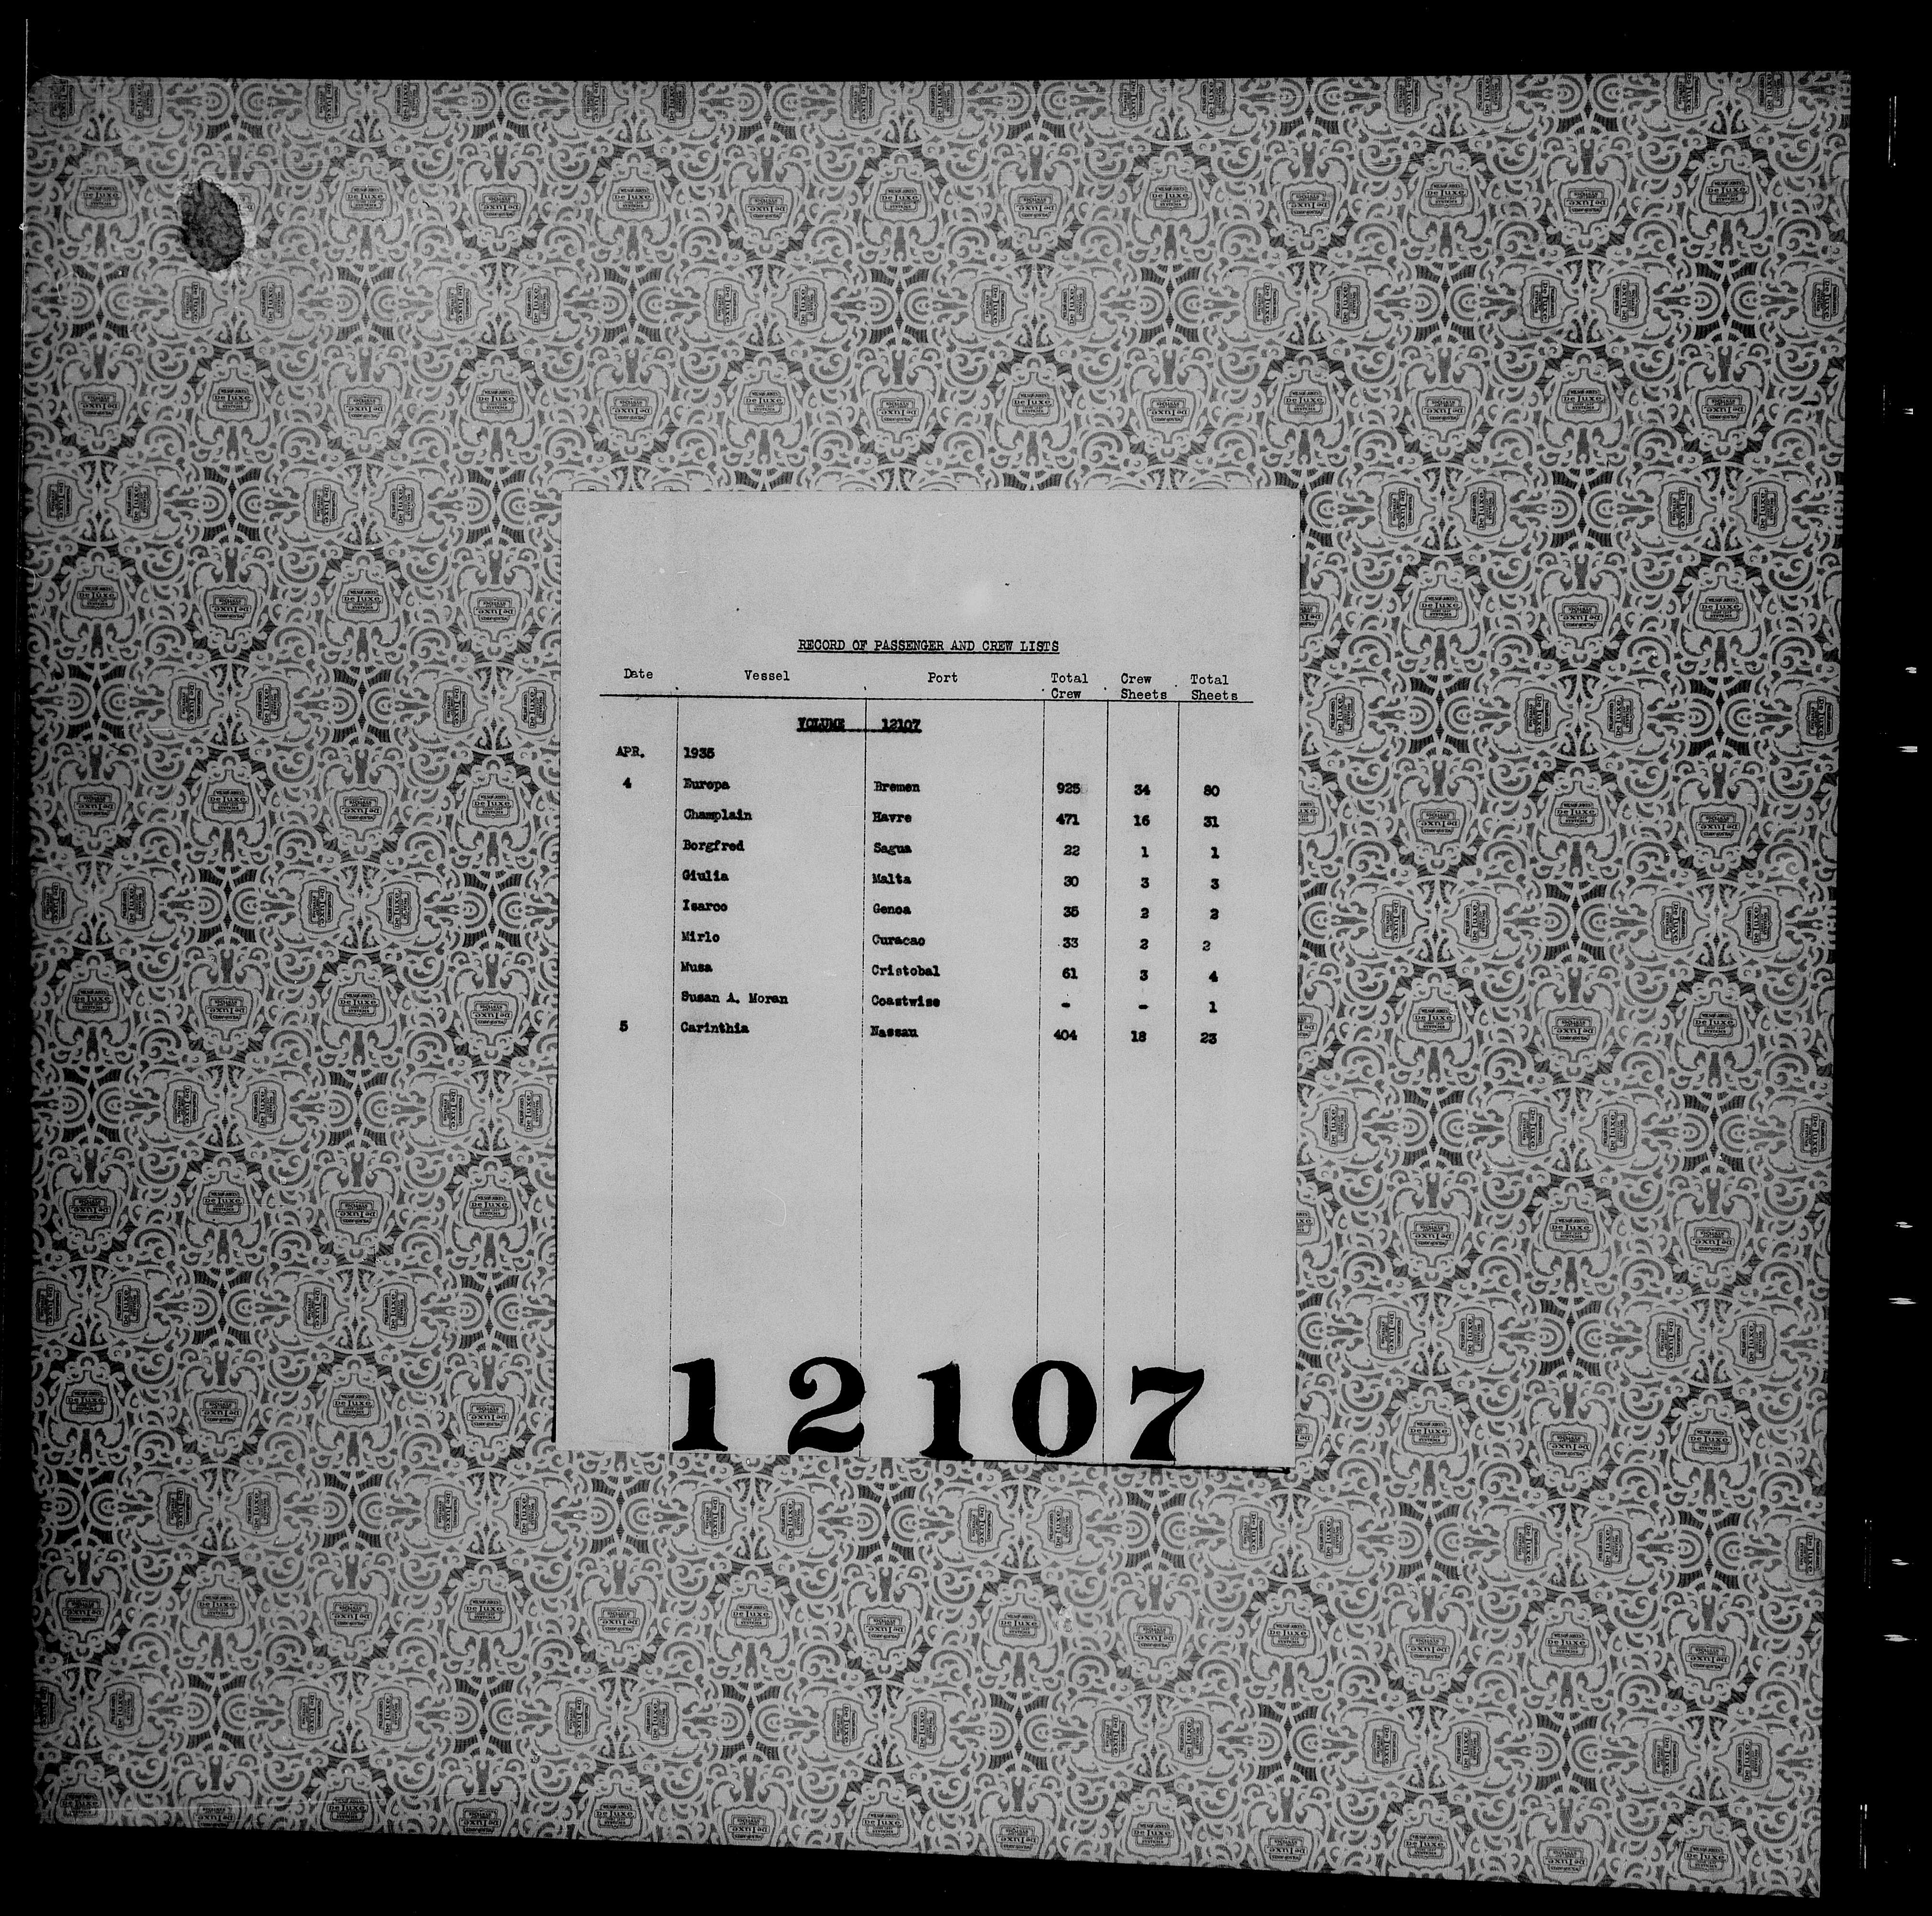 RECORD OF PASSENGER AND CREW LISTS
Date Vessel Port Total Crew Crew Sheets Total Sheets
VOLUME 12107
APR. 1935
4 Europa Bremen 925 34 80
Champlain Havre 471 16 31
Borgfred Sagua 22 1 1
Giulia Malta 30 3 3
Isarco Genoa 35 2 2
Mirlo Curacao 33 2 2
Musa Cristobal 61 3 4
Susan A. Moran Coastwise - - 1
5 Carinthia Nassau 404 18 23
12107